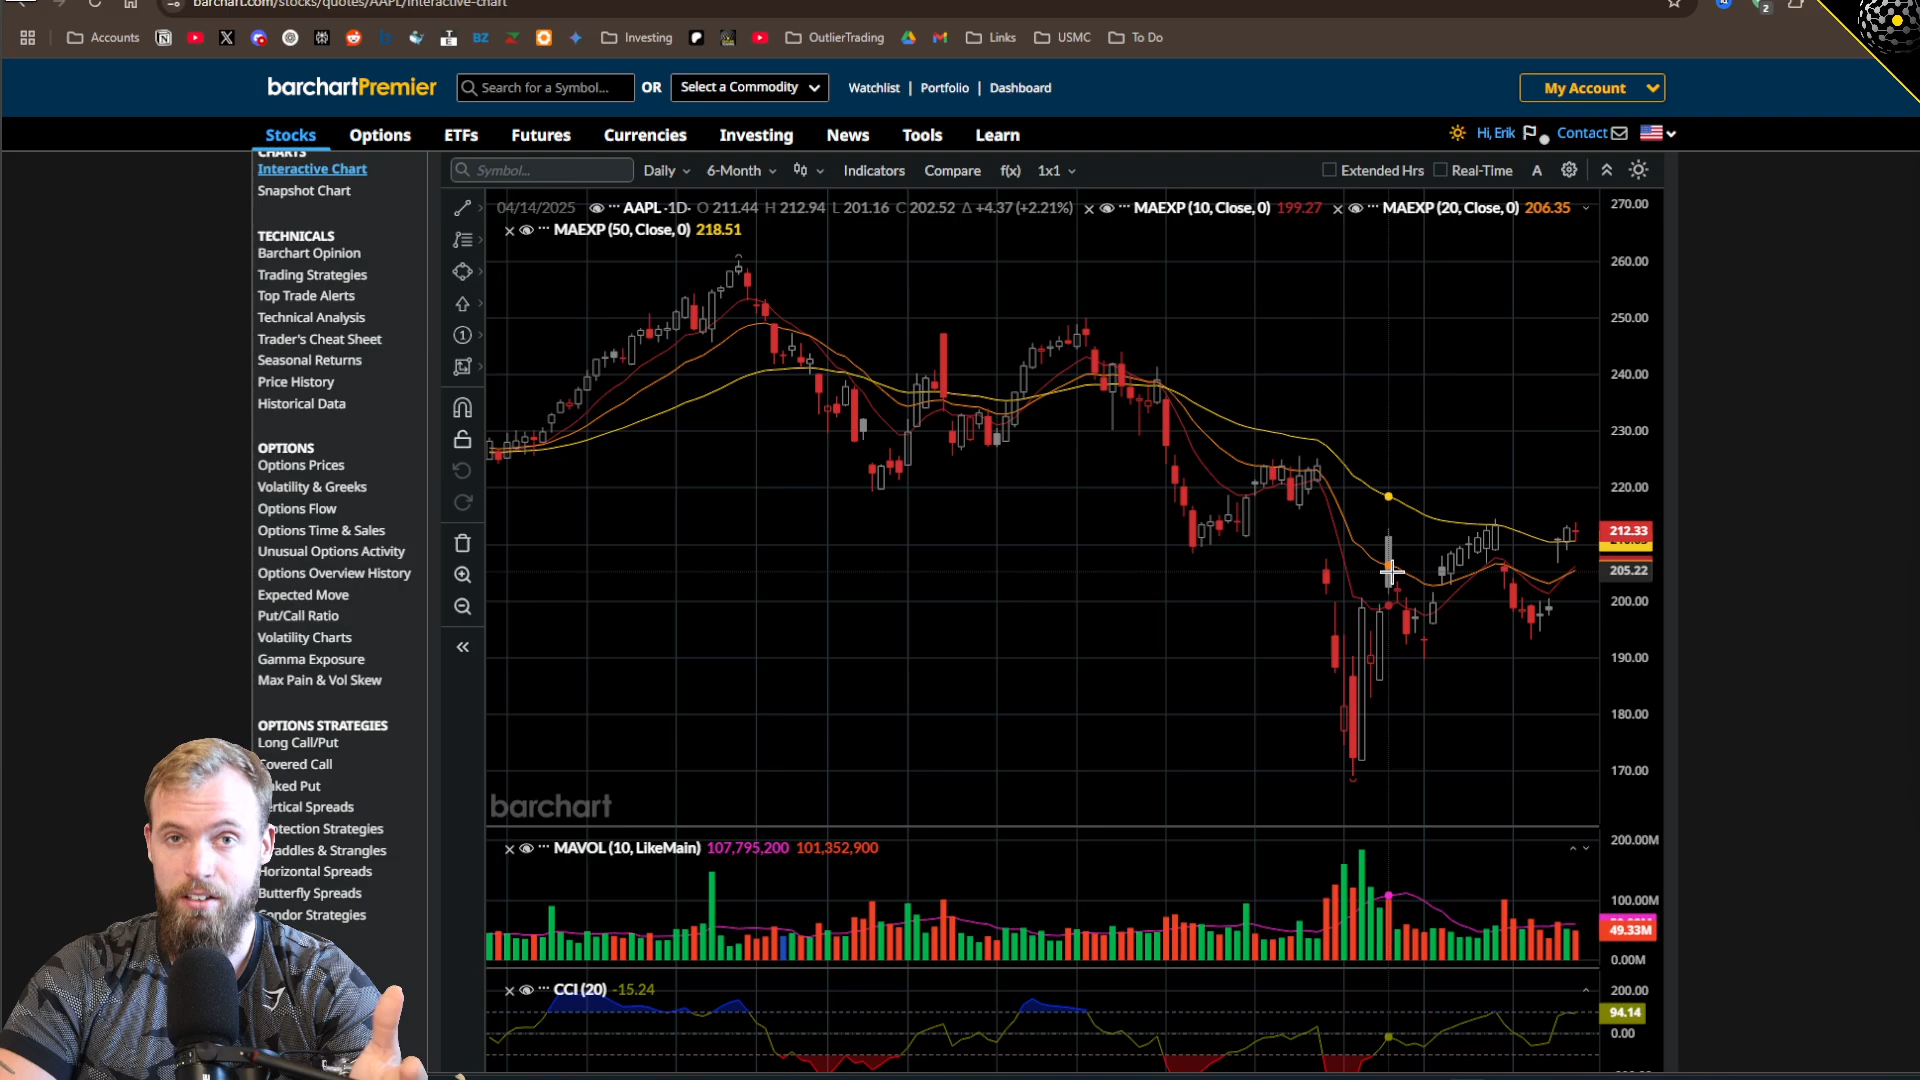 barchart.com/stocks/quotes/AAPL/interactive-chart
2
Accounts
Investing
OutlierTrading
Links
USMC
To Do
BZ
barchartPremier
Search for a Symbol...
OR
Select a Commodity
Watchlist | Portfolio | Dashboard
My Account
Stocks Options ETFs Futures Currencies Investing News Tools Learn
Hi, Erik
Contact
CHARTS
Interactive Chart
Snapshot Chart
TECHNICALS
Barchart Opinion
Trading Strategies
Top Trade Alerts
Technical Analysis
Trader's Cheat Sheet
Seasonal Returns
Price History
Historical Data
OPTIONS
Options Prices
Volatility & Greeks
Options Flow
Options Time & Sales
Unusual Options Activity
Options Overview History
Expected Move
Put/Call Ratio
Volatility Charts
Gamma Exposure
Max Pain & Vol Skew
OPTIONS STRATEGIES
Long Call/Put
Covered Call
aked Put
ertical Spreads
otection Strategies
raddles & Strangles
Horizontal Spreads
Butterfly Spreads
Condor Strategies
Symbol...
Daily
6-Month
Indicators
Compare
f(x)
1x1
Extended Hrs
Real-Time
A
04/14/2025 AAPL ·1D· O 211.44 H 212.94 L 201.16 C 202.52 Δ +4.37 (+2.21%)
MAEXP (10, Close, 0) 199.27
MAEXP (20, Close, 0) 206.35
MAEXP (50, Close, 0) 218.51
270.00
260.00
250.00
240.00
230.00
220.00
212.33
205.22
200.00
190.00
180.00
170.00
barchart
MAVOL (10, LikeMain) 107,795,200 101,352,900
200.00M
100.00M
49.33M
0.00M
CCI (20) -15.24
200.00
94.14
0.00